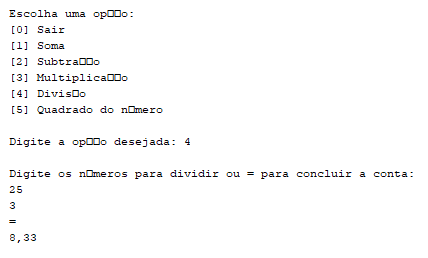 Escolha uma op□□o:
[0] Sair
[1] Soma
[2] Subtra□□o
[3] Multiplica□□o
[4] Divis□o
[5] Quadrado do n□mero
Digite a op□□o desejada: 4
Digite os n□meros para dividir ou = para concluir a conta:
25
3
=
8,33